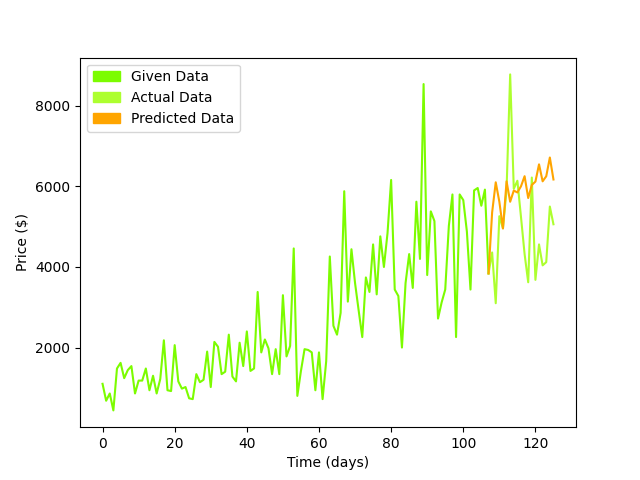 Given Data
Actual Data
Predicted Data
8000
6000
4000
2000
Price ($)
0 20 40 60 80 100 120
Time (days)